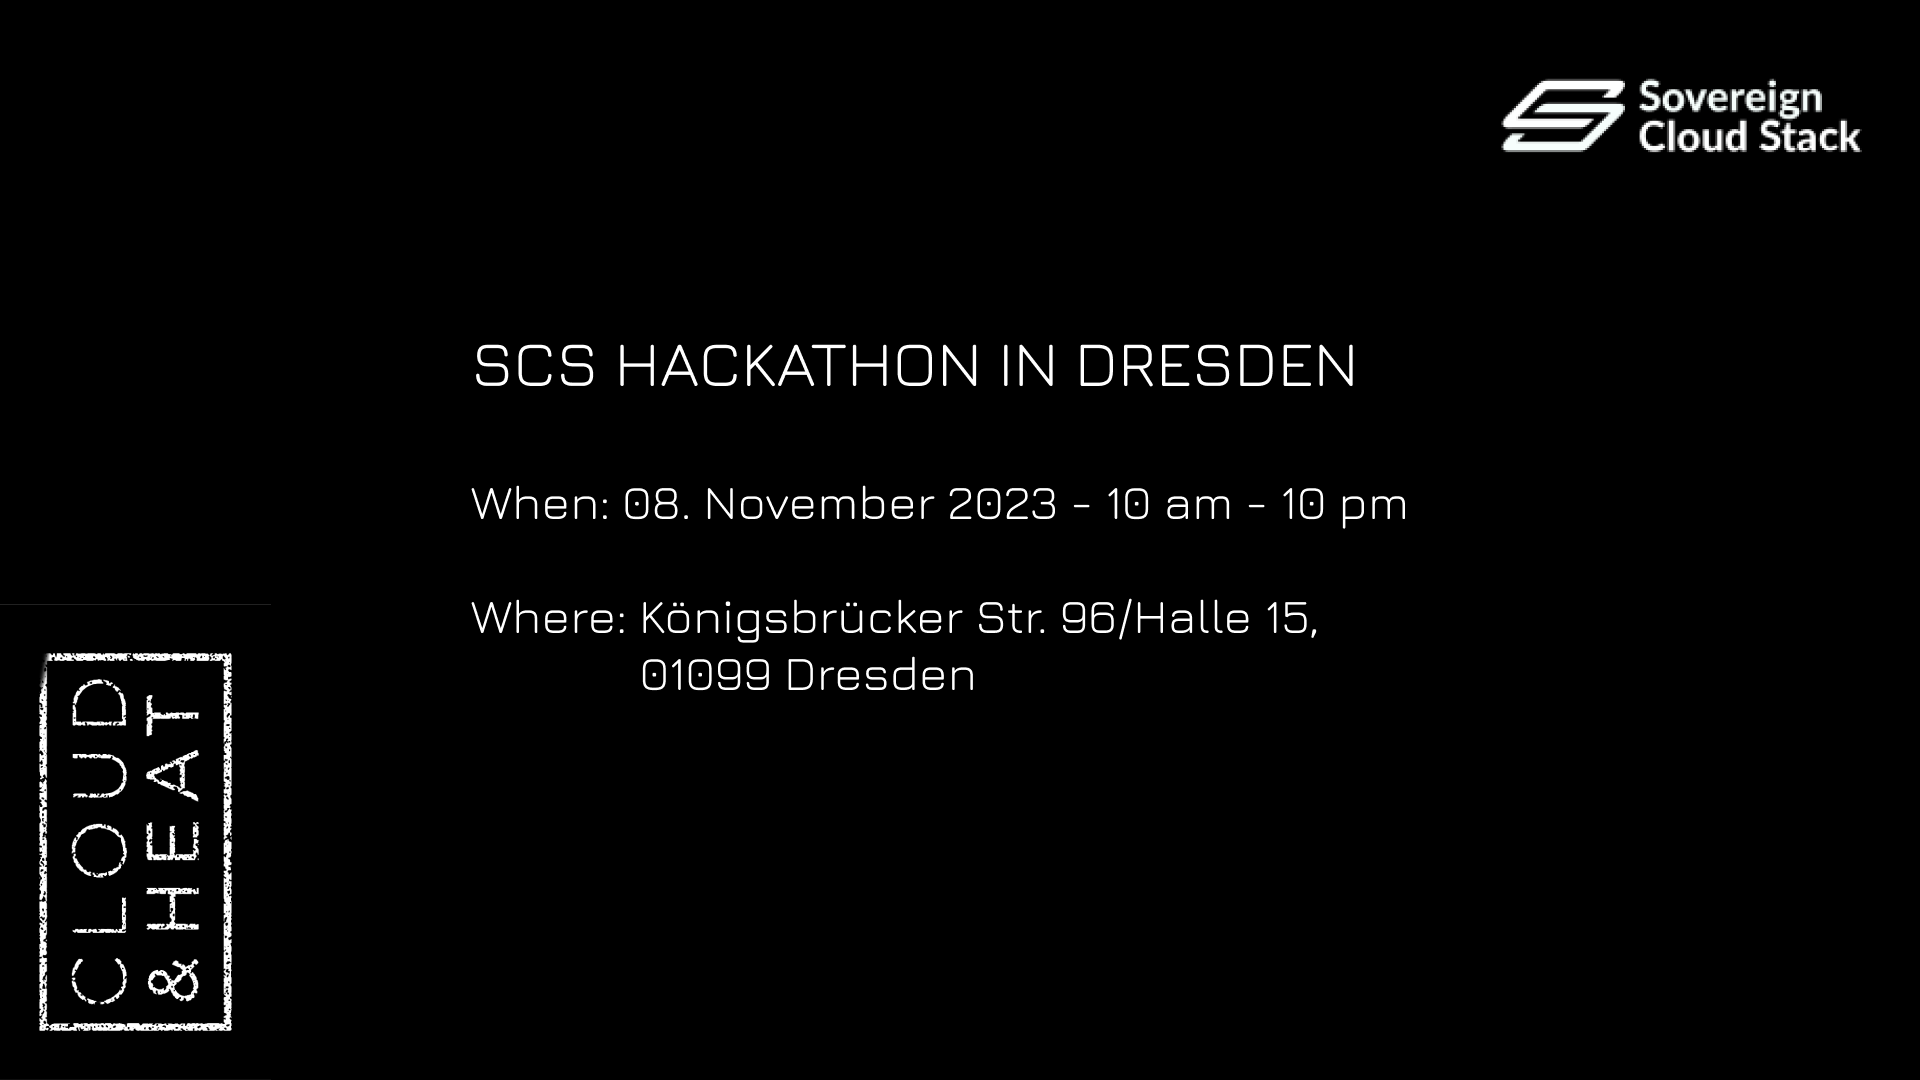 Sovereign
Cloud Stack
SCS HACKATHON IN DRESDEN
When: 08. November 2023 - 10 am - 10 pm
Where: Königsbrücker Str. 96/Halle 15,
01099 Dresden
CLOUD
& HEAT